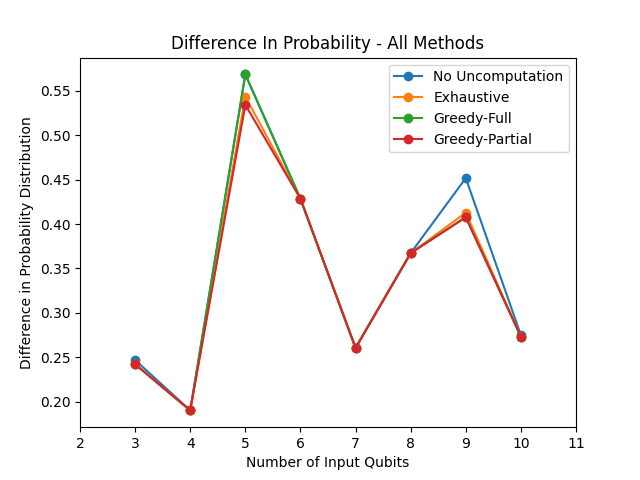 Difference In Probability - All Methods
No Uncomputation
Exhaustive
Greedy-Full
Greedy-Partial
Difference in Probability Distribution
0.55
0.50
0.45
0.40
0.35
0.30
0.25
0.20
2 3 4 5 6 7 8 9 10 11
Number of Input Qubits